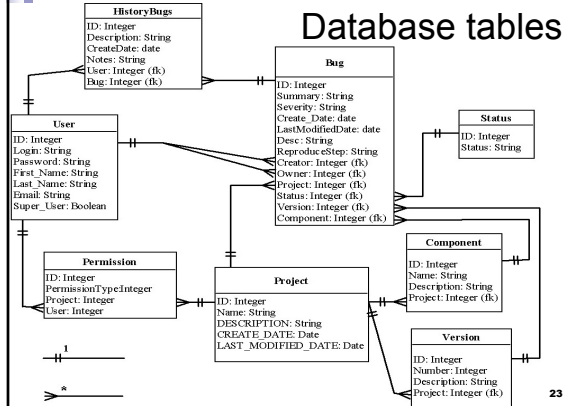 Database tables
HistoryBugs
ID: Integer
Description: String
CreateDate: date
Notes: String
User: Integer (fk)
Bug: Integer (fk)
Bug
ID: Integer
Summary: String
Severity: String
Create_Date: date
LastModifiedDate: date
Desc: String
ReproduceStep: String
Creator: Integer (fk)
Owner: Integer (fk)
Project: Integer (fk)
Status: Integer (fk)
Version: Integer (fk)
Component: Integer (fk)
Status
ID: Integer
Status: String
User
ID: Integer
Login: String
Password: String
First_Name: String
Last_Name: String
Email: String
Super_User: Boolean
Permission
ID: Integer
PermissionType:Integer
Project: Integer
User: Integer
Project
ID: Integer
Name: String
DESCRIPTION: String
CREATE_DATE: Date
LAST_MODIFIED_DATE: Date
Component
ID: Integer
Name: String
Description: String
Project: Integer (fk)
Version
ID: Integer
Number: Integer
Description: String
Project: Integer (fk)
1
*
23